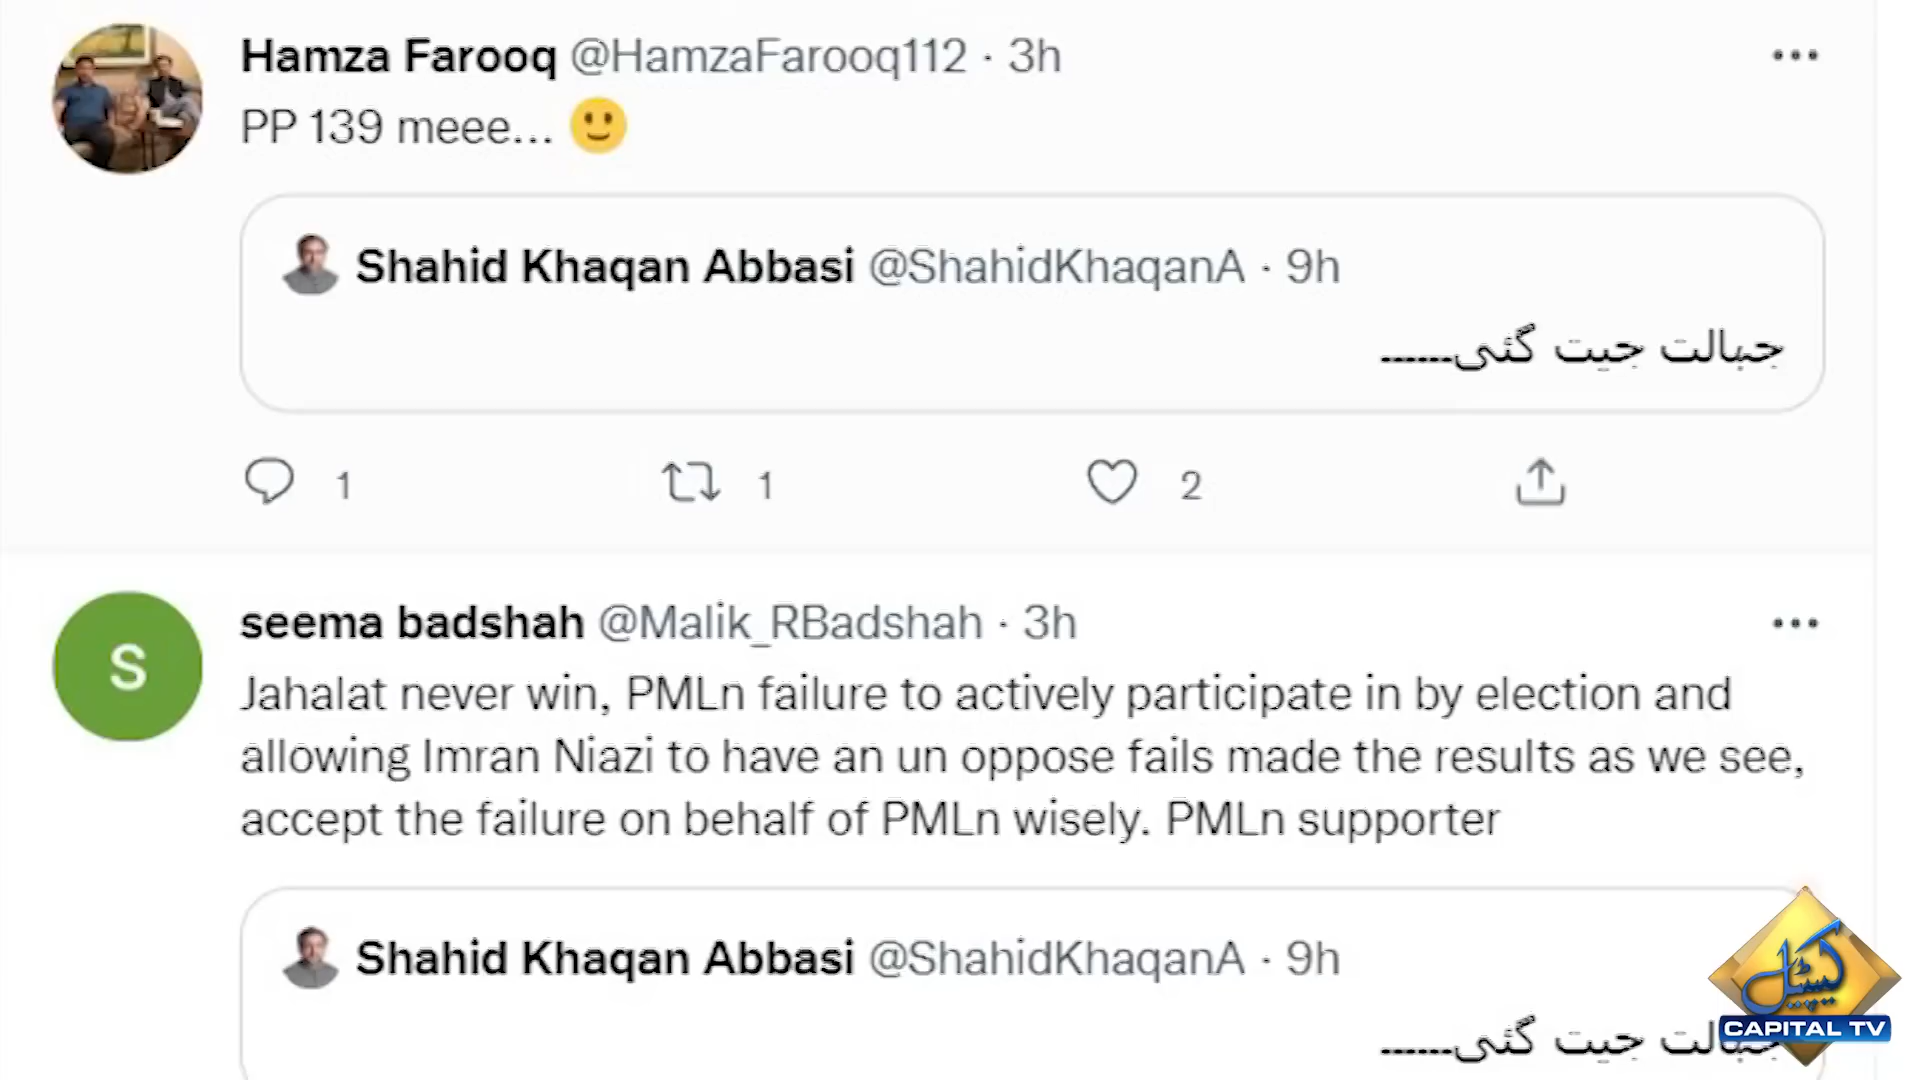 Hamza Farooq @HamzaFarooq112 · 3h
PP 139 meee... 🙂
Shahid Khaqan Abbasi @ShahidKhaqanA · 9h
جہالت جیت گئی۔۔۔۔۔۔
1 1 2
S
seema badshah @Malik_RBadshah · 3h
Jahalat never win, PMLn failure to actively participate in by election and
allowing Imran Niazi to have an un oppose fails made the results as we see,
accept the failure on behalf of PMLn wisely. PMLn supporter
Shahid Khaqan Abbasi @ShahidKhaqanA · 9h
جہالت جیت گئی۔۔۔۔۔۔
کیپیٹل
CAPITAL TV